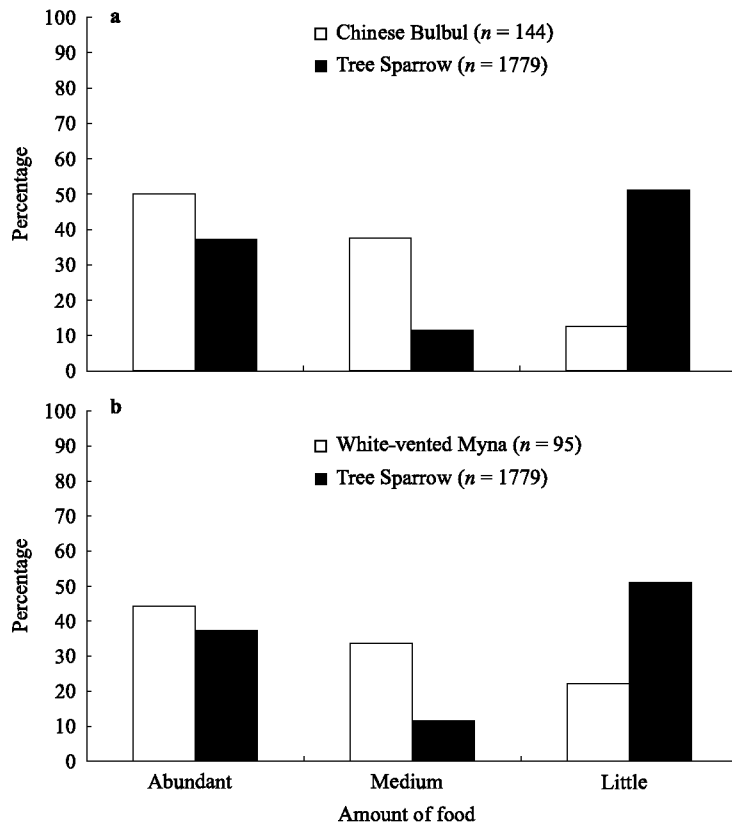 a
Chinese Bulbul (n = 144)
Tree Sparrow (n = 1779)
Percentage
100
90
80
70
60
50
40
30
20
10
0
b
White-vented Myna (n = 95)
Tree Sparrow (n = 1779)
Percentage
100
90
80
70
60
50
40
30
20
10
0
Abundant Medium Little
Amount of food